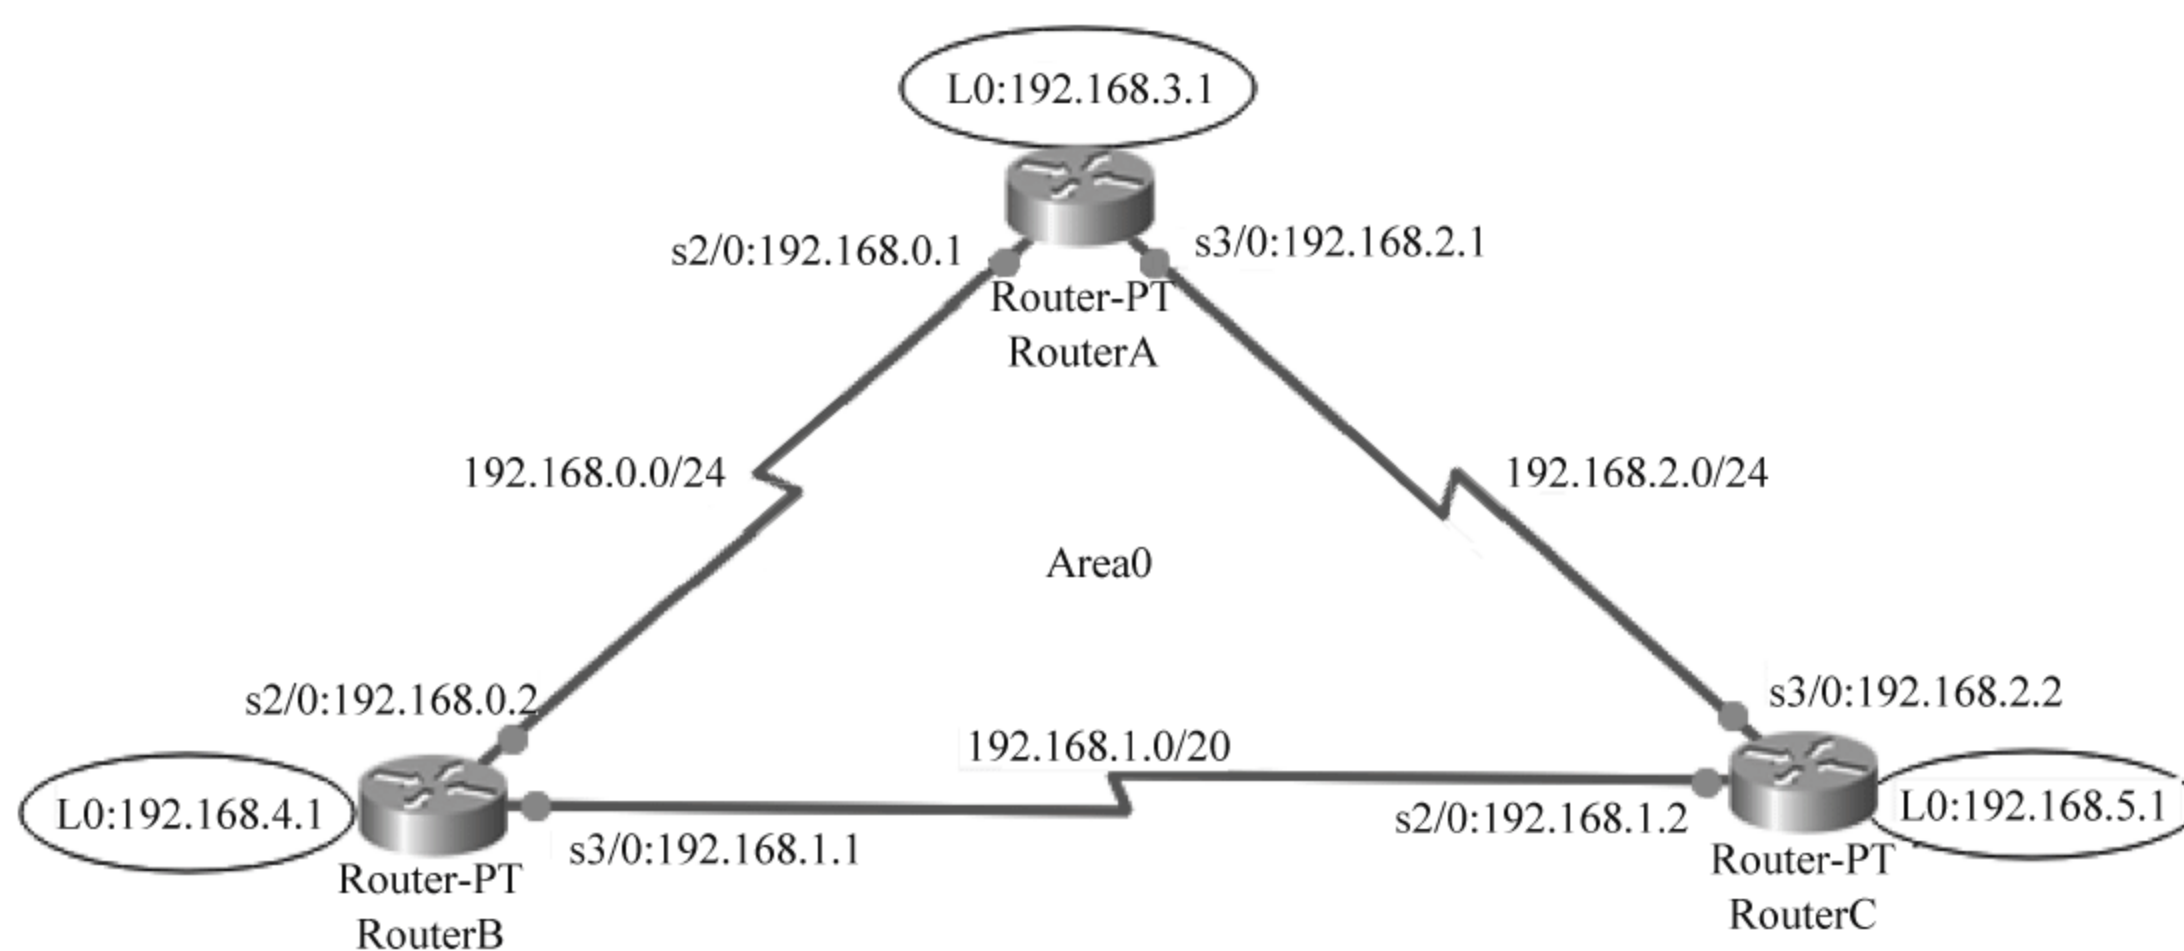 L0:192.168.3.1
s2/0:192.168.0.1
s3/0:192.168.2.1
Router-PT
RouterA
192.168.0.0/24
192.168.2.0/24
Area0
s2/0:192.168.0.2
s3/0:192.168.2.2
192.168.1.0/20
L0:192.168.4.1
s3/0:192.168.1.1
s2/0:192.168.1.2
L0:192.168.5.1
Router-PT
RouterB
Router-PT
RouterC